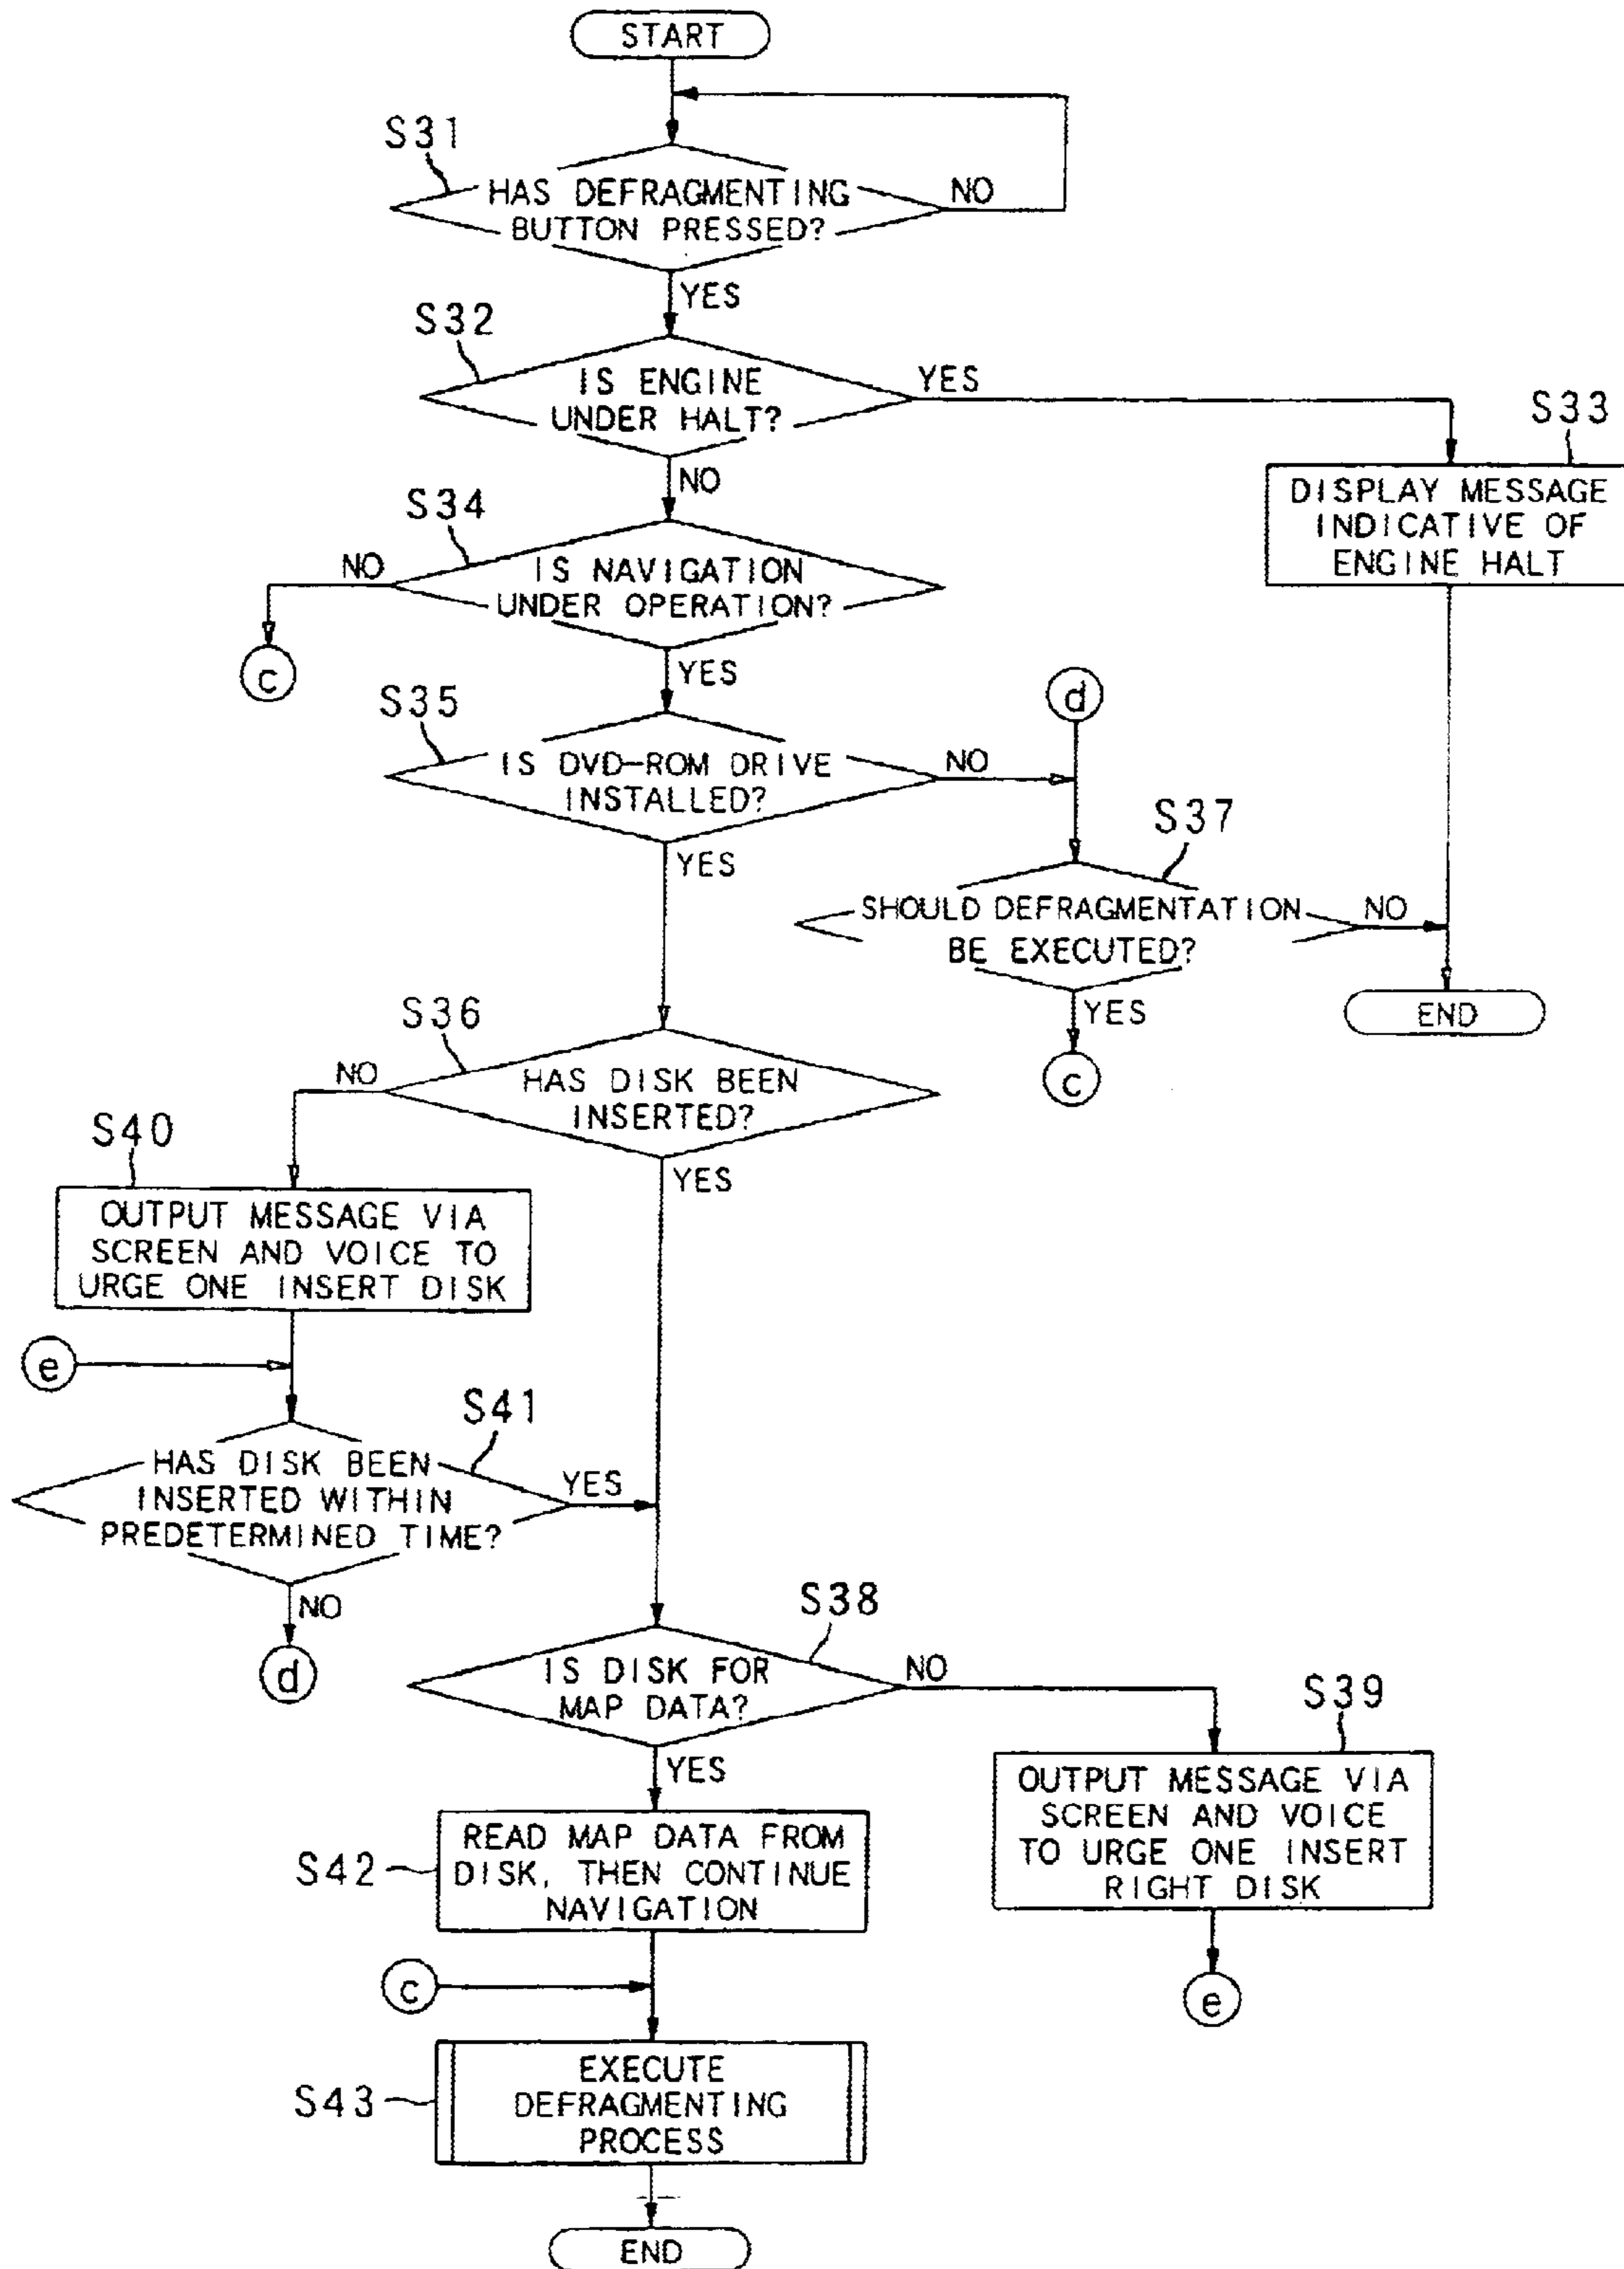 START
S31
HAS DEFRAGMENTING
BUTTON PRESSED?
NO
YES
S32
IS ENGINE
UNDER HALT?
YES
NO
S33
DISPLAY MESSAGE
INDICATIVE OF
ENGINE HALT
S34
IS NAVIGATION
UNDER OPERATION?
NO
c
YES
d
S35
IS DVD-ROM DRIVE
INSTALLED?
NO
YES
S37
SHOULD DEFRAGMENTATION
BE EXECUTED?
NO
YES
c
END
S36
HAS DISK BEEN
INSERTED?
NO
YES
S40
OUTPUT MESSAGE VIA
SCREEN AND VOICE TO
URGE ONE INSERT DISK
e
S41
HAS DISK BEEN
INSERTED WITHIN
PREDETERMINED TIME?
YES
NO
d
S38
IS DISK FOR
MAP DATA?
NO
YES
S39
OUTPUT MESSAGE VIA
SCREEN AND VOICE
TO URGE ONE INSERT
RIGHT DISK
e
S42
READ MAP DATA FROM
DISK, THEN CONTINUE
NAVIGATION
c
S43
EXECUTE
DEFRAGMENTING
PROCESS
END